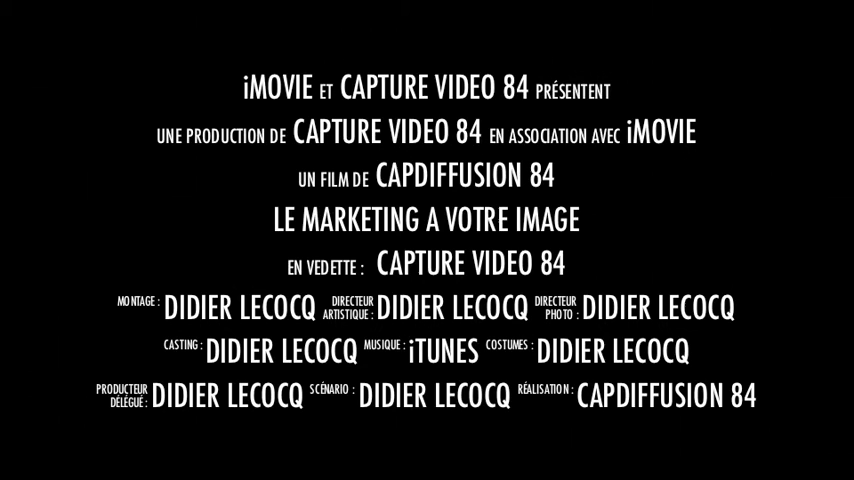 iMOVIE ET CAPTURE VIDEO 84 PRÉSENTENT
UNE PRODUCTION DE CAPTURE VIDEO 84 EN ASSOCIATION AVEC iMOVIE
UN FILM DE CAPDIFFUSION 84
LE MARKETING A VOTRE IMAGE
EN VEDETTE : CAPTURE VIDEO 84
MONTAGE : DIDIER LECOCQ DIRECTEUR ARTISTIQUE : DIDIER LECOCQ DIRECTEUR PHOTO : DIDIER LECOCQ
CASTING : DIDIER LECOCQ MUSIQUE : iTUNES COSTUMES : DIDIER LECOCQ
PRODUCTEUR DÉLÉGUÉ : DIDIER LECOCQ SCÉNARIO : DIDIER LECOCQ RÉALISATION : CAPDIFFUSION 84